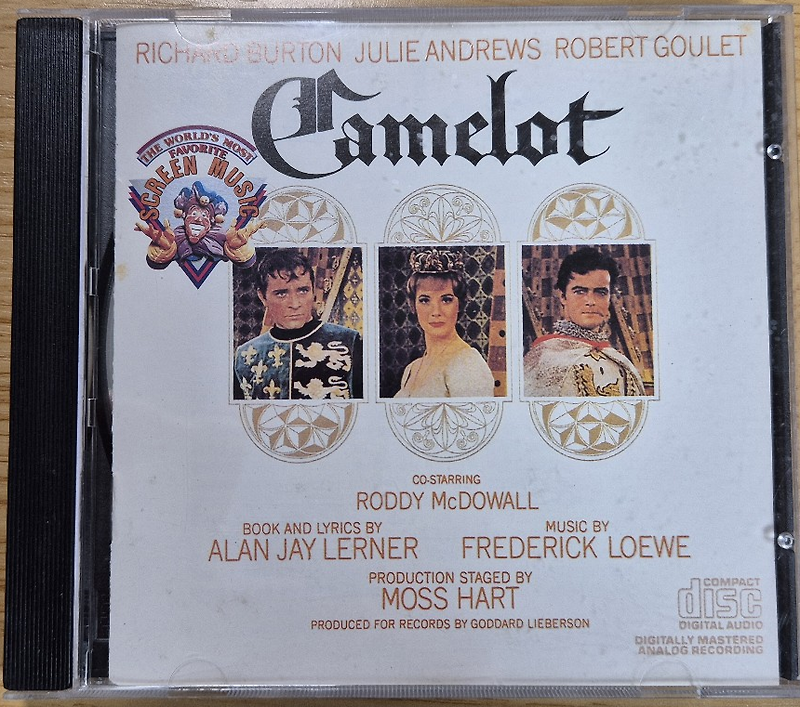 RICHARD BURTON JULIE ANDREWS ROBERT GOULET
Camelot
THE WORLD'S MOST
FAVORITE
SCREEN MUSIC
CO-STARRING
RODDY McDOWALL
BOOK AND LYRICS BY
ALAN JAY LERNER
MUSIC BY
FREDERICK LOEWE
PRODUCTION STAGED BY
MOSS HART
PRODUCED FOR RECORDS BY GODDARD LIEBERSON
COMPACT
disc
DIGITAL AUDIO
DIGITALLY MASTERED
ANALOG RECORDING